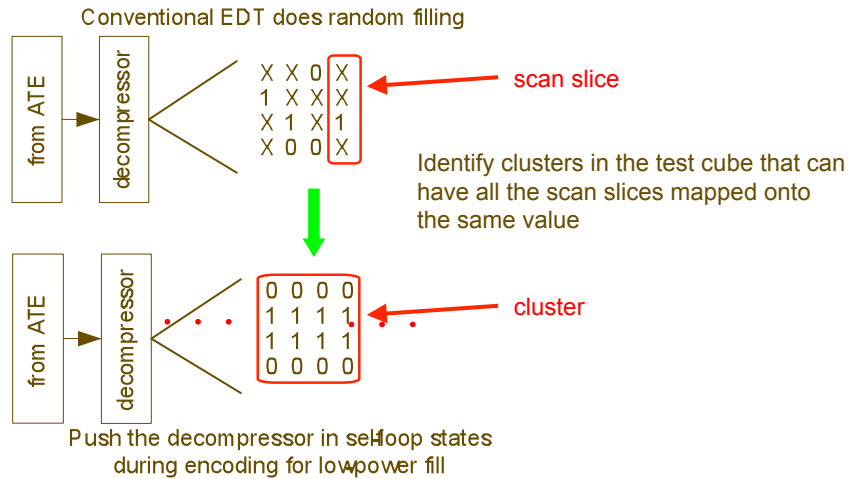 Conventional EDT does random filling
from ATE
decompressor
X X 0 X
1 X X X
X 1 X 1
X 0 0 X
scan slice
Identify clusters in the test cube that can
have all the scan slices mapped onto
the same value
from ATE
decompressor
0 0 0 0
1 1 1 1
1 1 1 1
0 0 0 0
cluster
Push the decompressor in self-loop states
during encoding for low-power fill